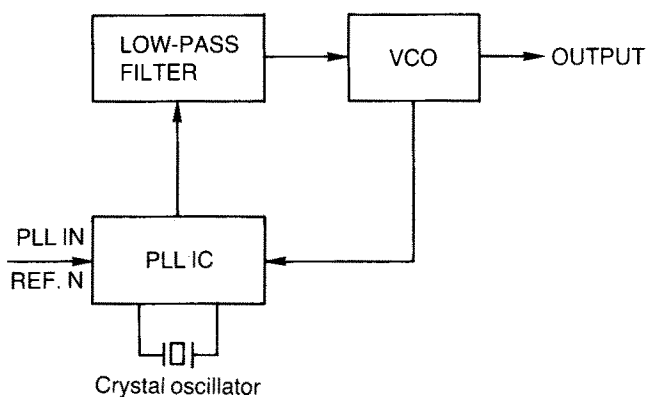 LOW-PASS
FILTER
VCO
OUTPUT
PLL IN
REF. N
PLL IC
Crystal oscillator